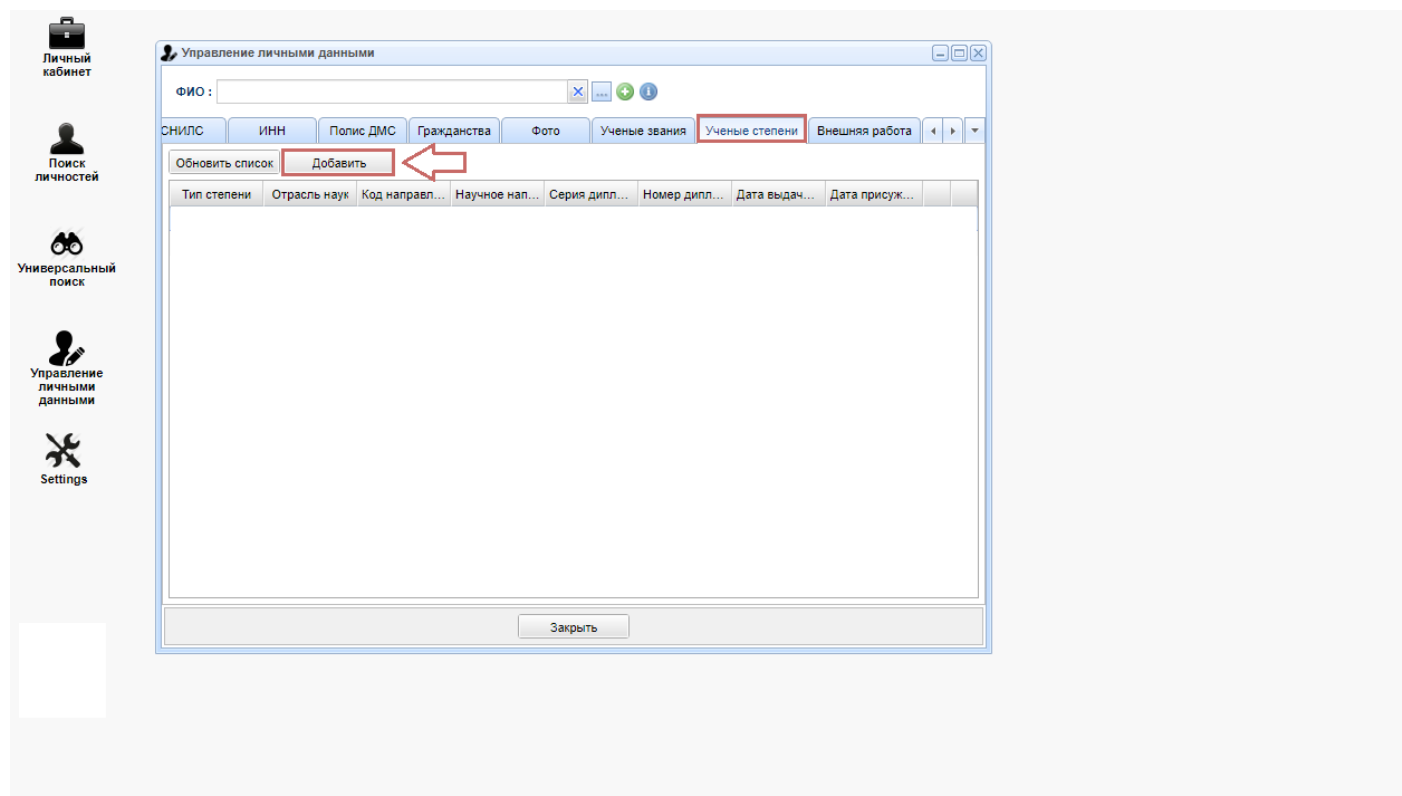 Личный
кабинет
Поиск
личностей
Универсальный
поиск
Управление
личными
данными
Settings
Управление личными данными
ФИО :
...
СНИЛС ИНН Полис ДМС Гражданства Фото Ученые звания Ученые степени Внешняя работа
Обновить список Добавить
Тип степени Отрасль наук Код направл... Научное нап... Серия дипл... Номер дипл... Дата выдач... Дата присуж...
Закрыть